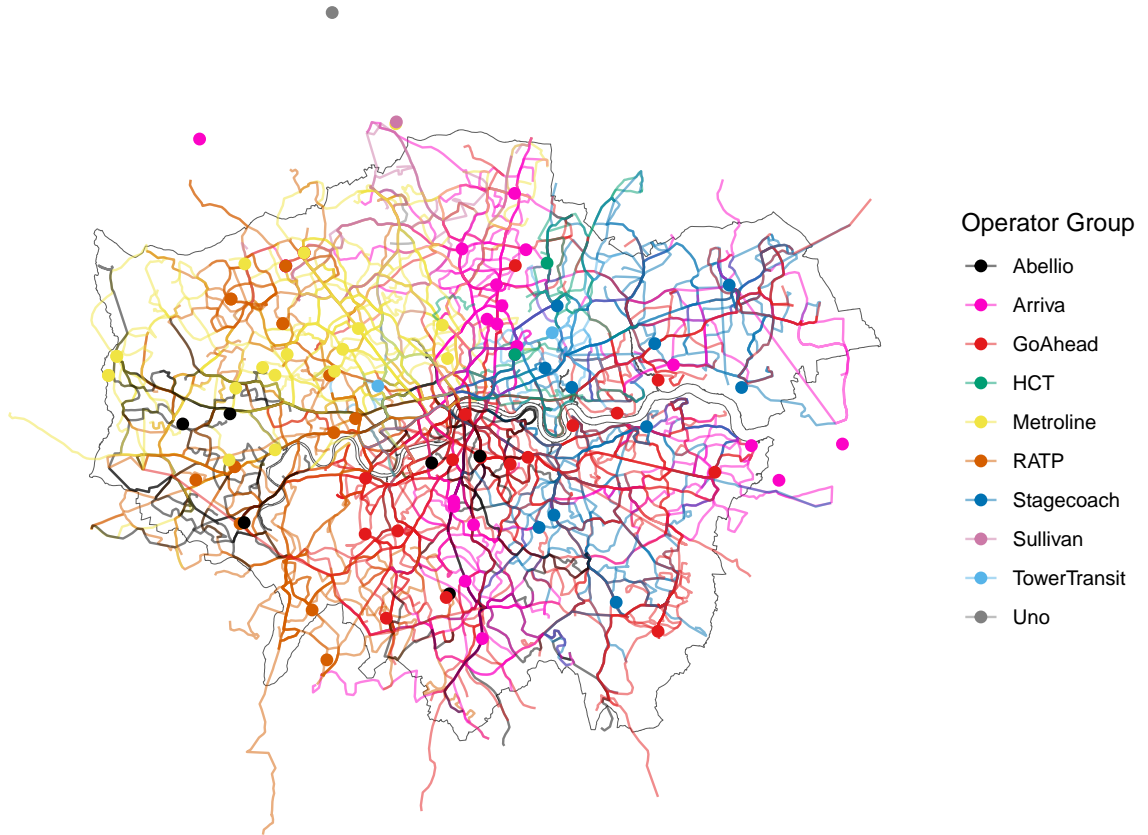 Operator Group
Abellio
Arriva
GoAhead
HCT
Metroline
RATP
Stagecoach
Sullivan
TowerTransit
Uno